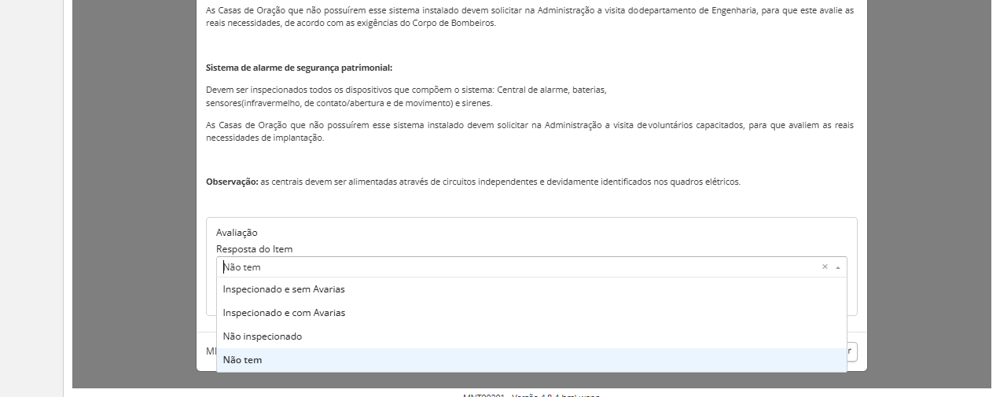 As Casas de Oração que não possuírem esse sistema instalado devem solicitar na Administração a visita dodepartamento de Engenharia, para que este avalie as
reais necessidades, de acordo com as exigências do Corpo de Bombeiros.
Sistema de alarme de segurança patrimonial:
Devem ser inspecionados todos os dispositivos que compõem o sistema: Central de alarme, baterias,
sensores(infravermelho, de contato/abertura e de movimento) e sirenes.
As Casas de Oração que não possuírem esse sistema instalado devem solicitar na Administração a visita de voluntários capacitados, para que avaliem as reais
necessidades de implantação.
Observação: as centrais devem ser alimentadas através de circuitos independentes e devidamente identificados nos quadros elétricos.
Avaliação
Resposta do Item
Não tem
Inspecionado e sem Avarias
Inspecionado e com Avarias
Não inspecionado
Não tem